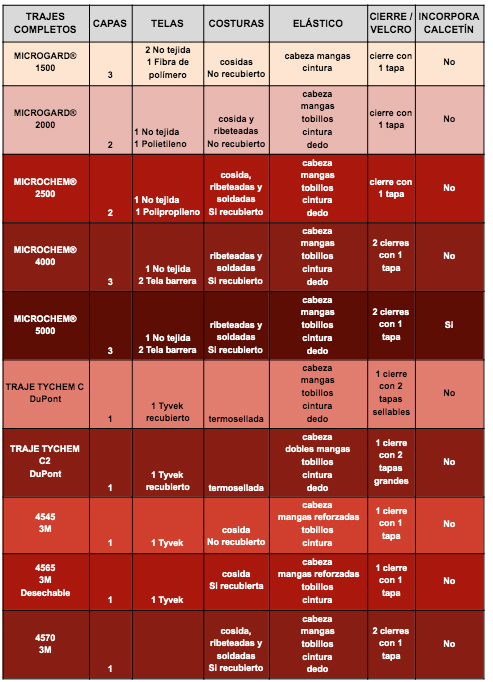 TRAJES COMPLETOS | CAPAS | TELAS | COSTURAS | ELÁSTICO | CIERRE / VELCRO | INCORPORA CALCETÍN
MICROGARD® 1500 | 3 | 2 No tejida 1 Fibra de polímero | cosidas No recubierto | cabeza mangas cintura | cierre con 1 tapa | No
MICROGARD® 2000 | 2 | 1 No tejida 1 Polietileno | cosida y ribeteadas No recubierto | cabeza mangas tobillos cintura dedo | cierre con 1 tapa | No
MICROCHEM® 2500 | 2 | 1 No tejida 1 Polipropileno | cosida, ribeteadas y soldadas Si recubierto | cabeza mangas tobillos cintura dedo | cierre con 1 tapa | No
MICROCHEM® 4000 | 3 | 1 No tejida 2 Tela barrera | ribeteadas y soldadas Si recubierto | cabeza mangas tobillos cintura dedo | 2 cierres con 1 tapa | No
MICROCHEM® 5000 | 3 | 1 No tejida 2 Tela barrera | ribeteadas y soldadas Si recubierto | cabeza mangas tobillos cintura dedo | 2 cierres con 1 tapa | Si
TRAJE TYCHEM C DuPont | 1 | 1 Tyvek recubierto | termosellada | cabeza mangas tobillos cintura dedo | 1 cierre con 2 tapas sellables | No
TRAJE TYCHEM C2 DuPont | 1 | 1 Tyvek recubierto | termosellada | cabeza dobles mangas tobillos cintura dedo | 1 cierre con 2 tapas grandes | No
4545 3M | 1 | 1 Tyvek | cosida No recubierto | cabeza mangas reforzadas tobillos cintura | 1 cierre con 1 tapa | No
4565 3M Desechable | 1 | 1 Tyvek | cosida Si recubierta | cabeza mangas reforzadas tobillos cintura | 1 cierre con 1 tapa | No
4570 3M | 1 | cosida, ribeteadas y soldadas Si recubierto | cabeza mangas tobillos cintura dedo | 2 cierres con 1 tapa | No